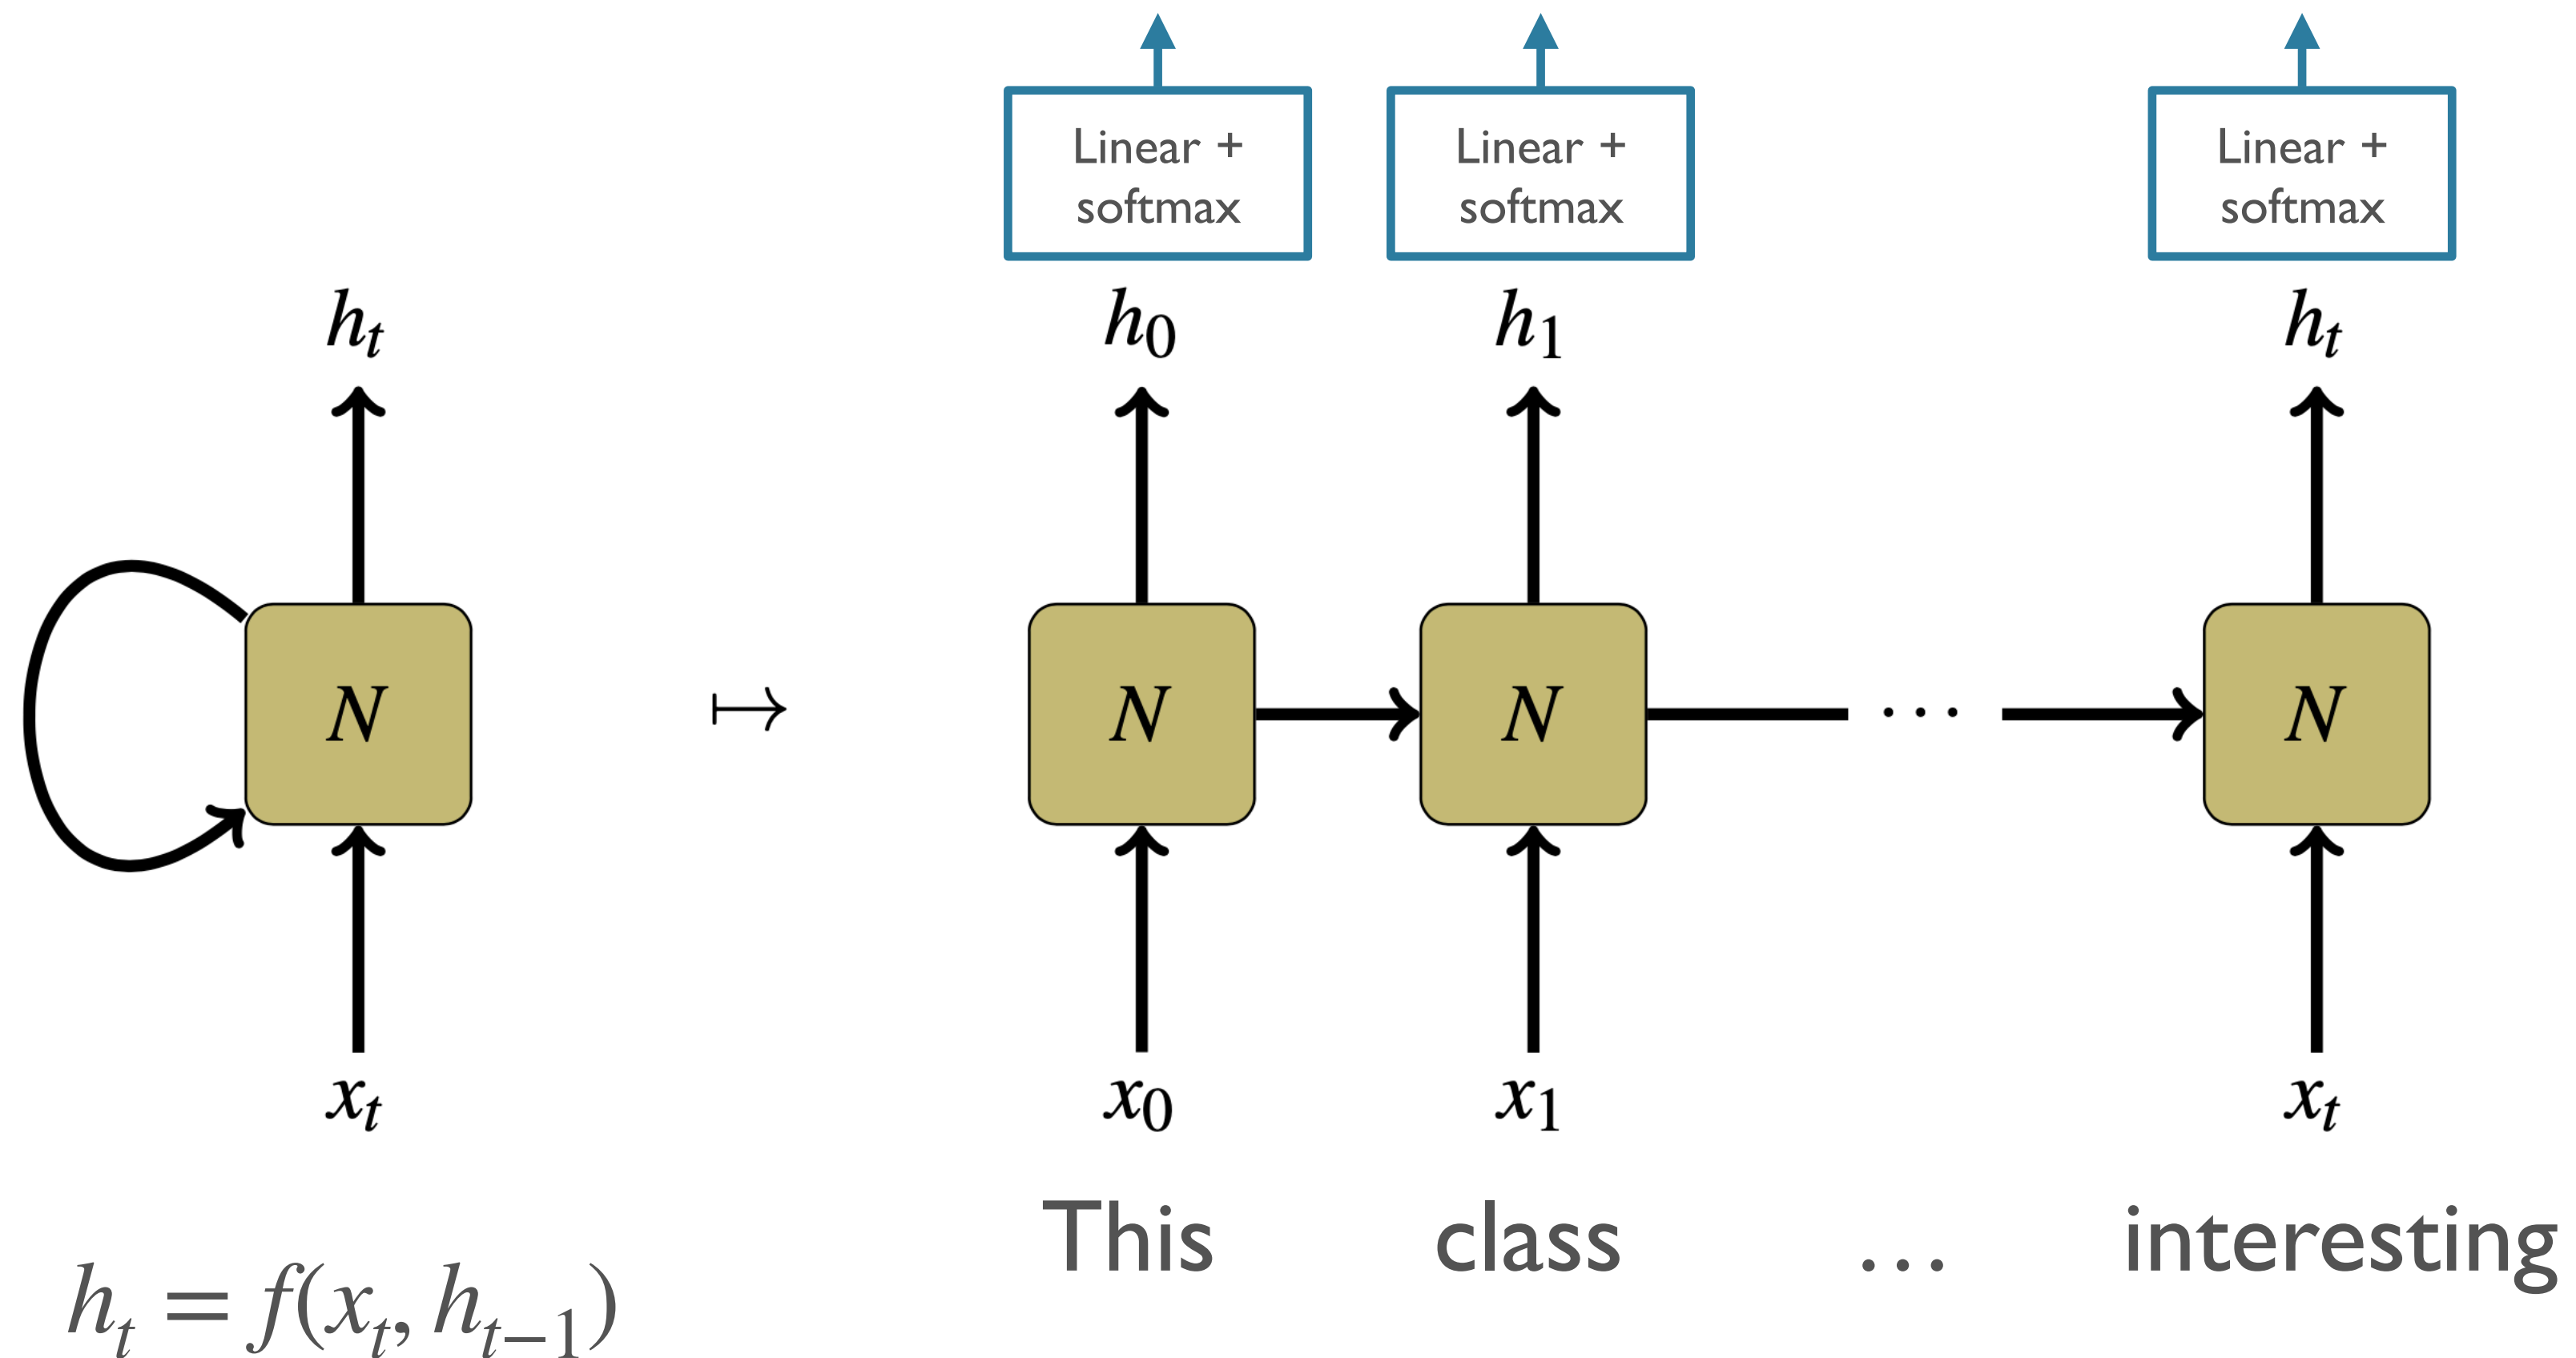 Linear + softmax
Linear + softmax
Linear + softmax
h_t
h_0
h_1
h_t
N
↦
N
N
···
N
x_t
x_0
x_1
x_t
This
class
...
interesting
h_t = f(x_t, h_{t−1})